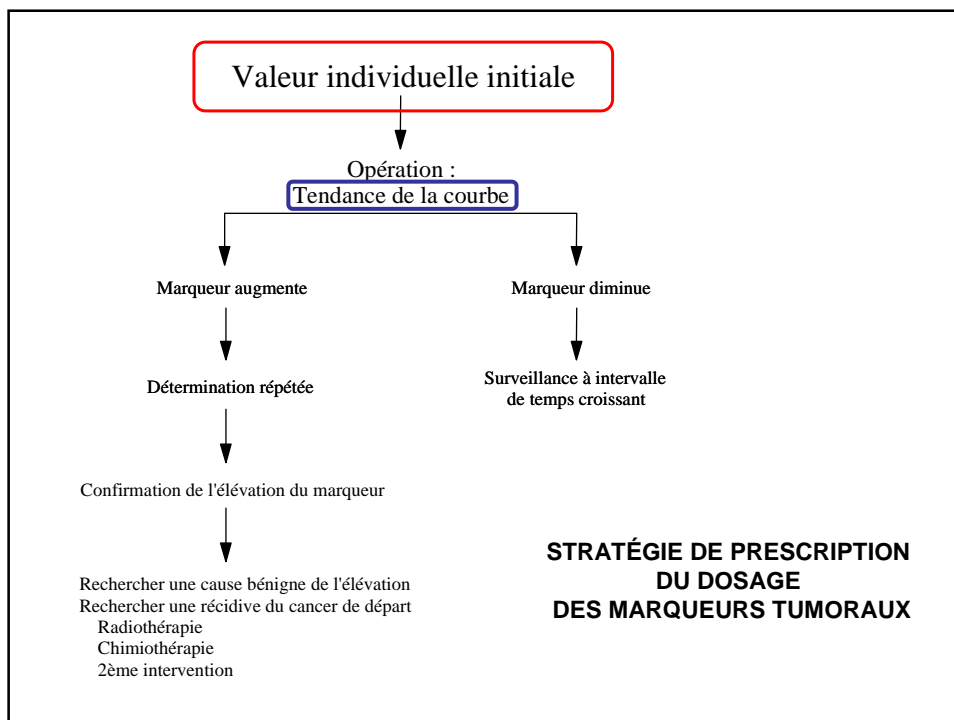 Valeur individuelle initiale
Opération :
Tendance de la courbe
Marqueur augmente
Marqueur diminue
Détermination répétée
Surveillance à intervalle
de temps croissant
Confirmation de l'élévation du marqueur
Rechercher une cause bénigne de l'élévation
Rechercher une récidive du cancer de départ
Radiothérapie
Chimiothérapie
2ème intervention
STRATÉGIE DE PRESCRIPTION
DU DOSAGE
DES MARQUEURS TUMORAUX